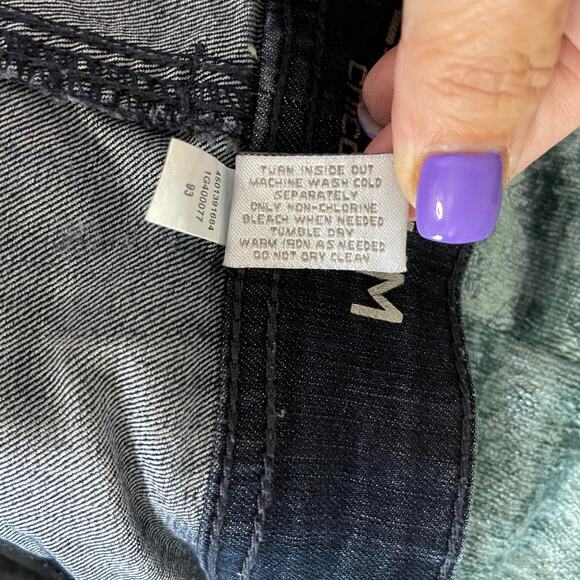 TURN INSIDE OUT
MACHINE WASH COLD
SEPARATELY
ONLY NON-CHLORINE
BLEACH WHEN NEEDED
TUMBLE DRY
WARM IRON AS NEEDED
DO NOT DRY CLEAN
4501391684
1G400077
93
M